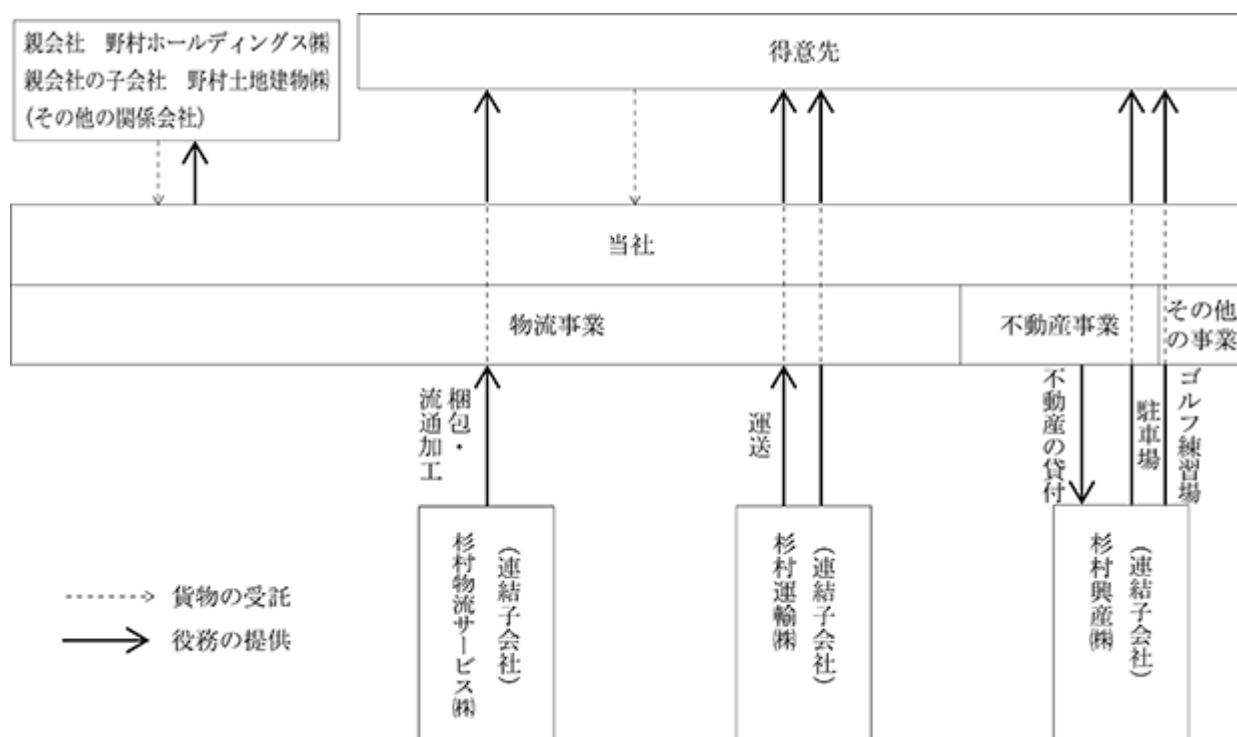 親会社 野村ホールディングス㈱
親会社の子会社 野村土地建物㈱
(その他の関係会社)
得意先
当社
物流事業
不動産事業
その他
の事業
梱包・
流通加工
運送
不動産の貸付
駐車場
ゴルフ練習場
(連結子会社)
杉村物流サービス㈱
(連結子会社)
杉村運輸㈱
(連結子会社)
杉村興産㈱
貨物の受託
役務の提供